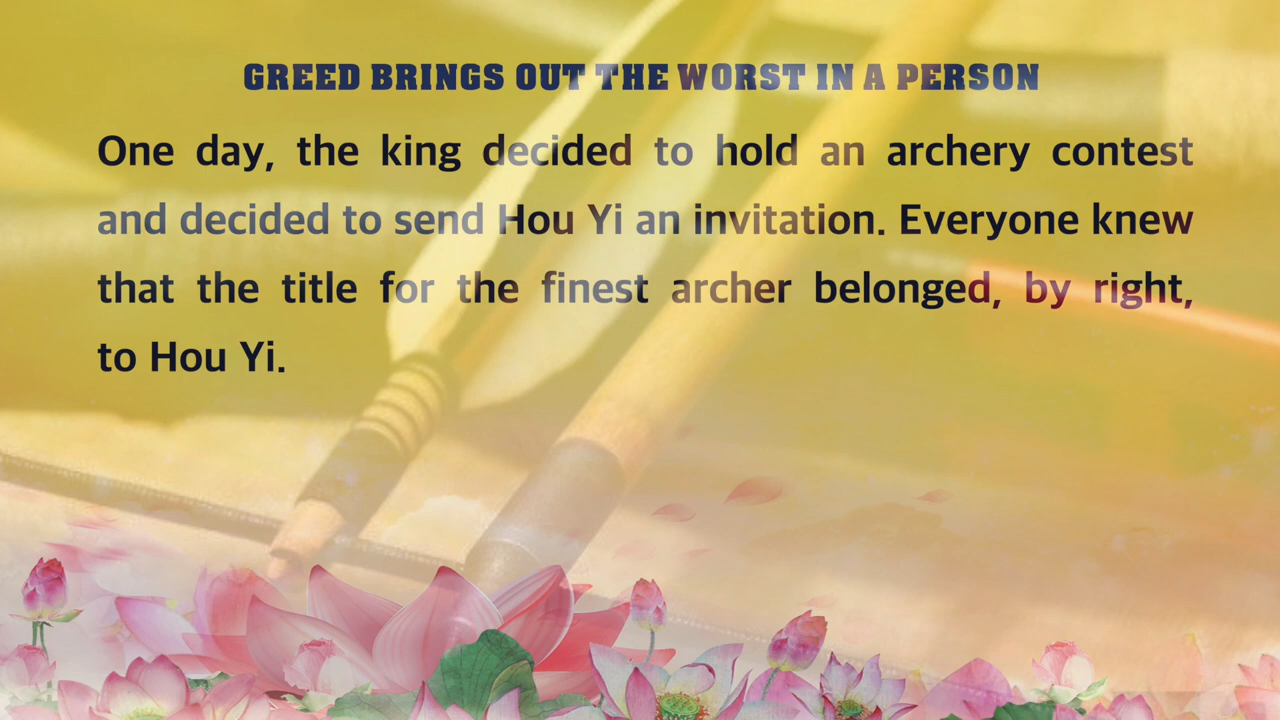 GREED BRINGS OUT THE WORST IN A PERSON
One day, the king decided to hold an archery contest
and decided to send Hou Yi an invitation. Everyone knew
that the title for the finest archer belonged, by right,
to Hou Yi.